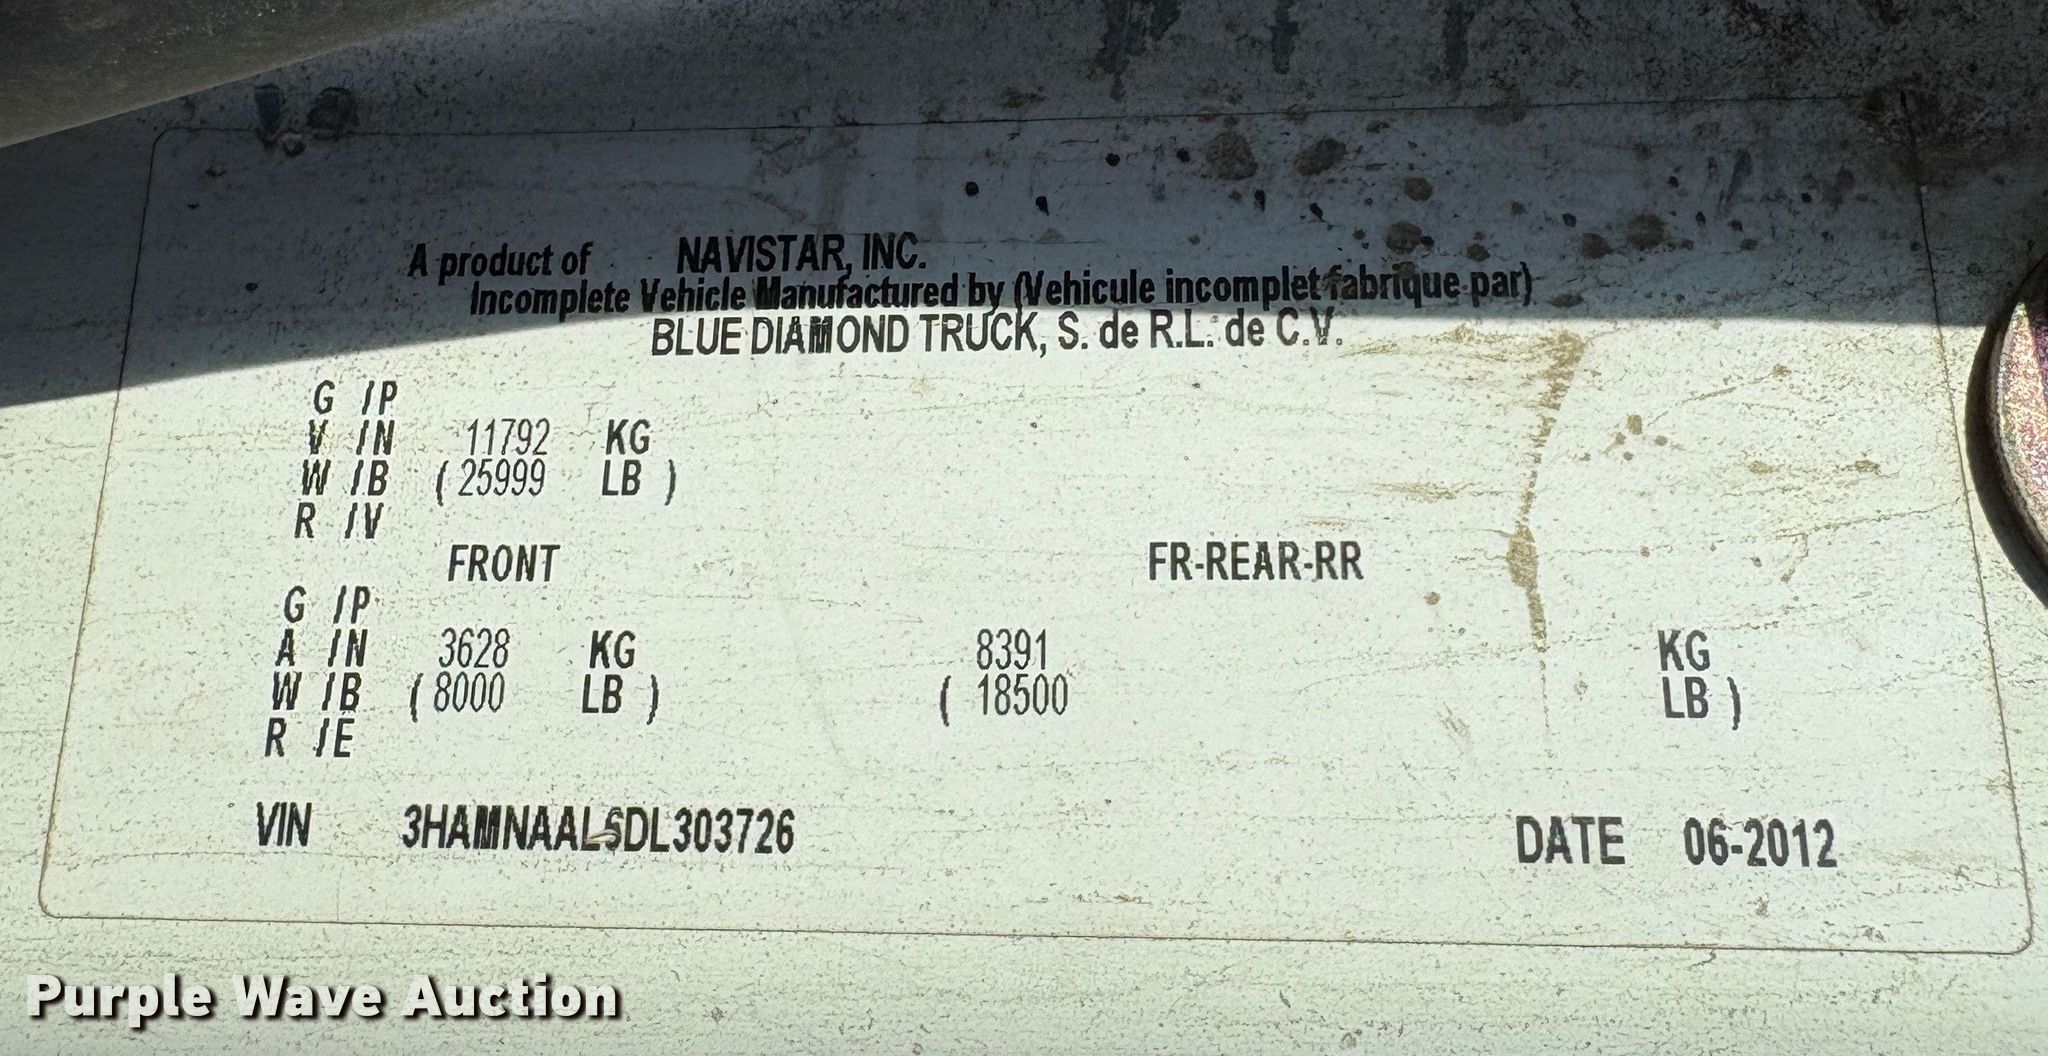 A product of NAVISTAR, INC.
Incomplete Vehicle Manufactured by (Vehicule incomplet fabrique par)
BLUE DIAMOND TRUCK, S. de R.L. de C.V.
G /P
V /N 11792 KG
W /B ( 25999 LB )
R /V
FRONT FR-REAR-RR
G /P
A /N 3628 KG 8391 KG
W /B ( 8000 LB ) ( 18500 LB )
R /E
VIN 3HAMNAAL6DL303726 DATE 06-2012
Purple Wave Auction